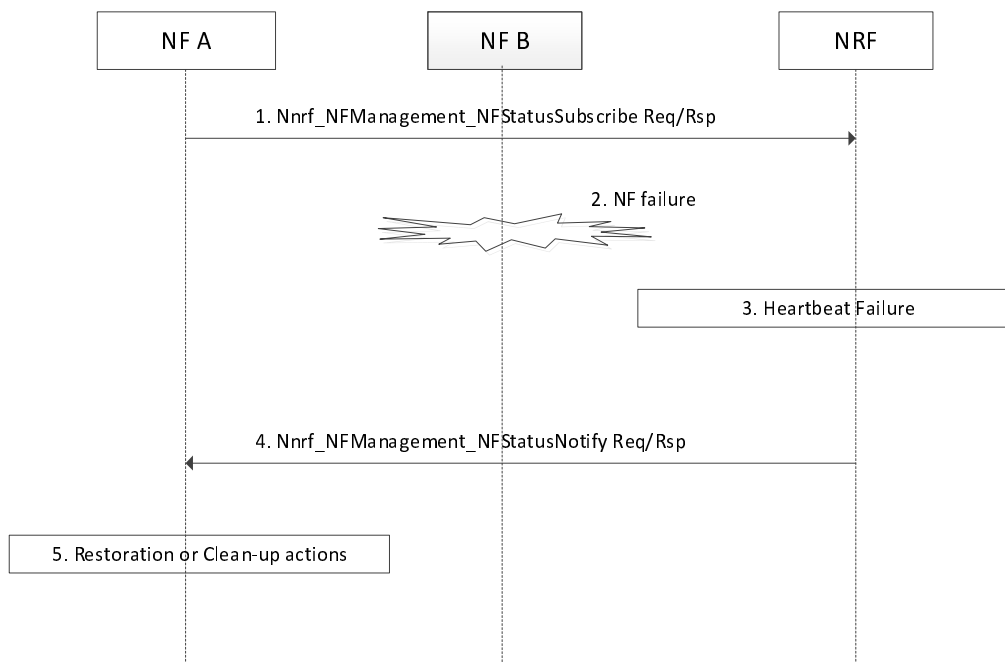 NF A
NF B
NRF
1. Nnrf_NFManagement_NFStatusSubscribe Req/Rsp
2. NF failure
3. Heartbeat Failure
4. Nnrf_NFManagement_NFStatusNotify Req/Rsp
5. Restoration or Clean-up actions